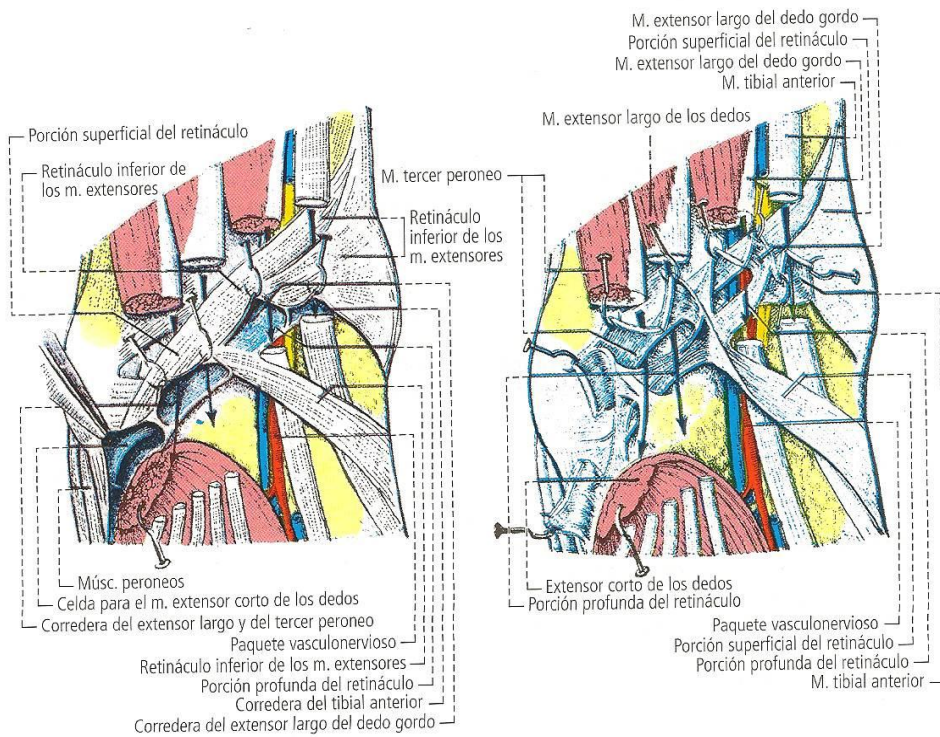 M. extensor largo del dedo gordo
Porción superficial del retináculo
M. extensor largo del dedo gordo
M. tibial anterior
M. extensor largo de los dedos
Porción superficial del retináculo
Retináculo inferior de
los m. extensores
M. tercer peroneo
Retináculo
inferior de los
m. extensores
Músc. peroneos
Celda para el m. extensor corto de los dedos
Corredera del extensor largo y del tercer peroneo
Paquete vasculonervioso
Retináculo inferior de los m. extensores
Porción profunda del retináculo
Corredera del tibial anterior
Corredera del extensor largo del dedo gordo
Extensor corto de los dedos
Porción profunda del retináculo
Paquete vasculonervioso
Porción superficial del retináculo
Porción profunda del retináculo
M. tibial anterior